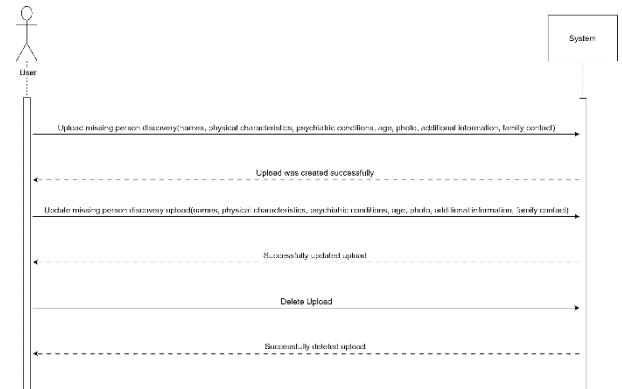 User
System
Upload missing person discovery(names, physical characteristics, psychiatric conditions, age, photo, additional information, family contact)
Upload was created successfully
Update missing person discovery upload(names, physical characteristics, psychiatric conditions, age, photo, additional information, family contact)
Successfully updated upload
Delete Upload
Successfully deleted upload